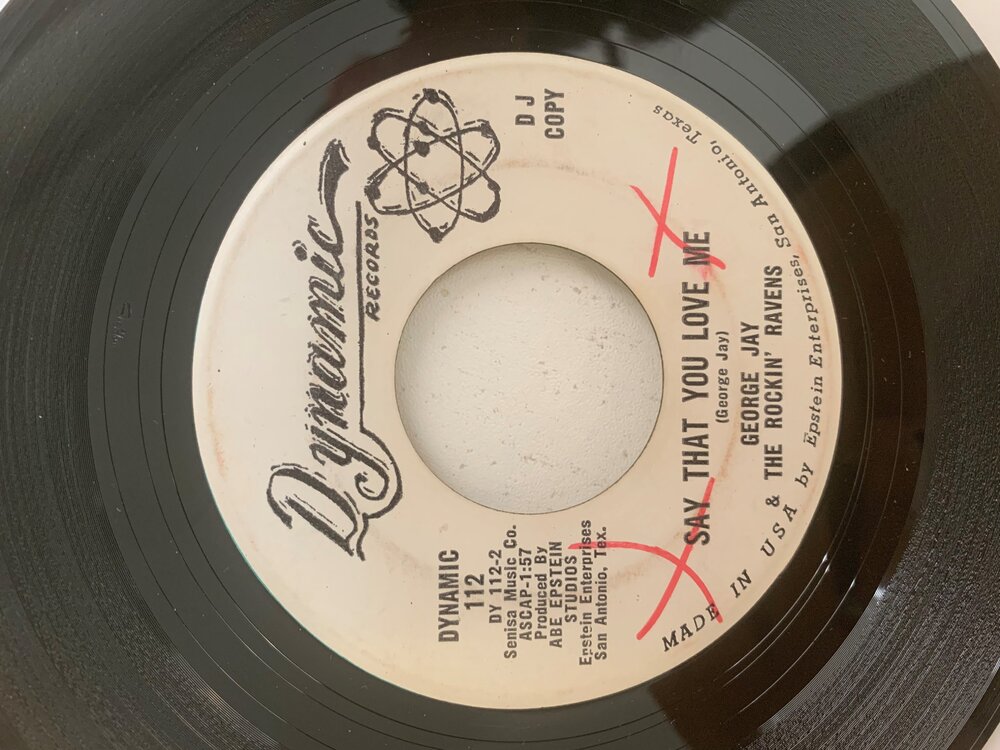 Dynamic
RECORDS
D J
COPY
DYNAMIC
112
DY 112-2
Senisa Music Co.
ASCAP-1:57
Produced By
ABE EPSTEIN
STUDIOS
Epstein Enterprises
San Antonio, Tex.
SAY THAT YOU LOVE ME
(George Jay)
GEORGE JAY
& THE ROCKIN' RAVENS
MADE IN USA by Epstein Enterprises, San Antonio, Texas